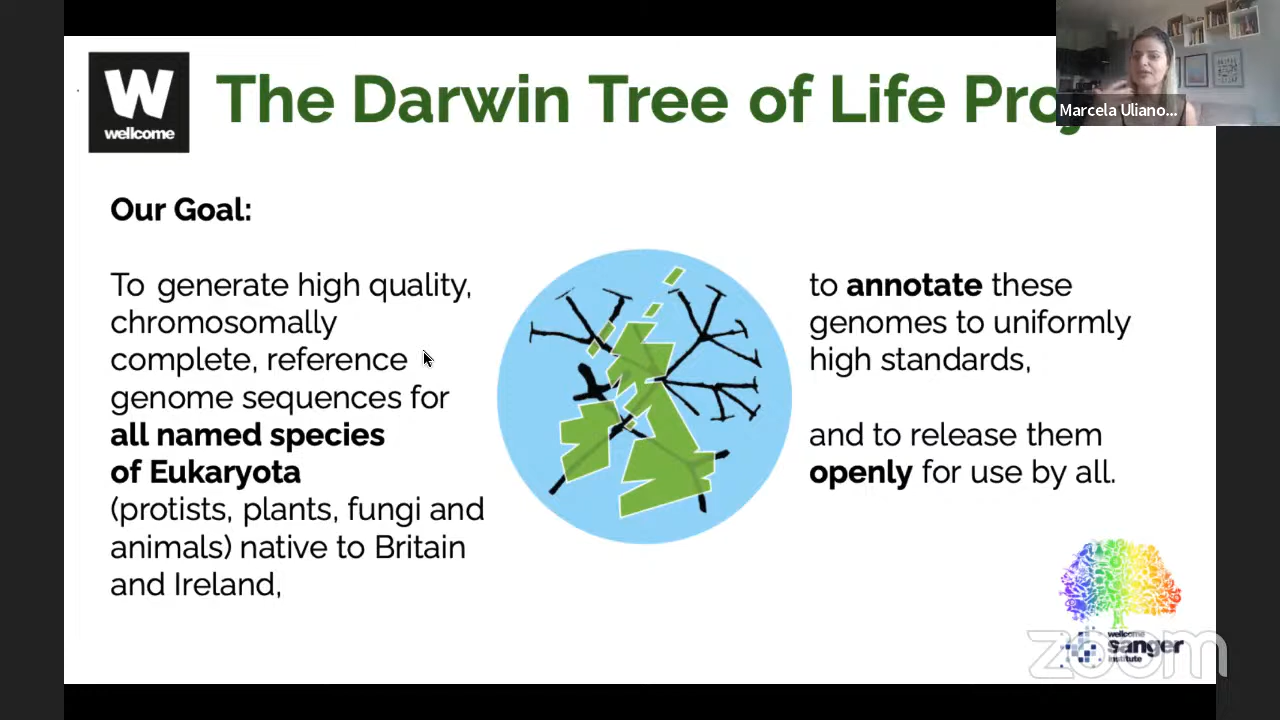 W
wellcome
The Darwin Tree of Life Proj
Marcela Uliano...
Our Goal:
To generate high quality,
chromosomally
complete, reference
genome sequences for
all named species
of Eukaryota
(protists, plants, fungi and
animals) native to Britain
and Ireland,
to annotate these
genomes to uniformly
high standards,
and to release them
openly for use by all.
wellcome
sanger
institute
zoom